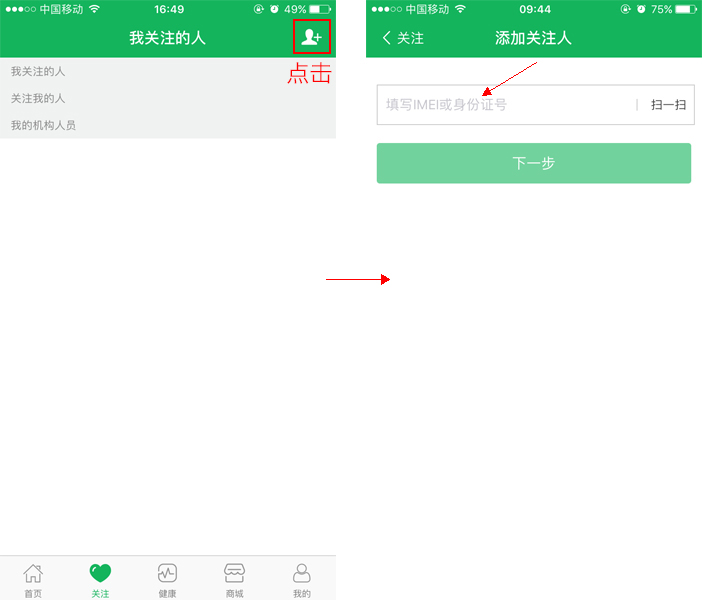 中国移动 16:49 49%
我关注的人
点击
我关注的人
关注我的人
我的机构人员
首页 关注 健康 商城 我的
中国移动 09:44 75%
关注 添加关注人
填写IMEI或身份证号 | 扫一扫
下一步